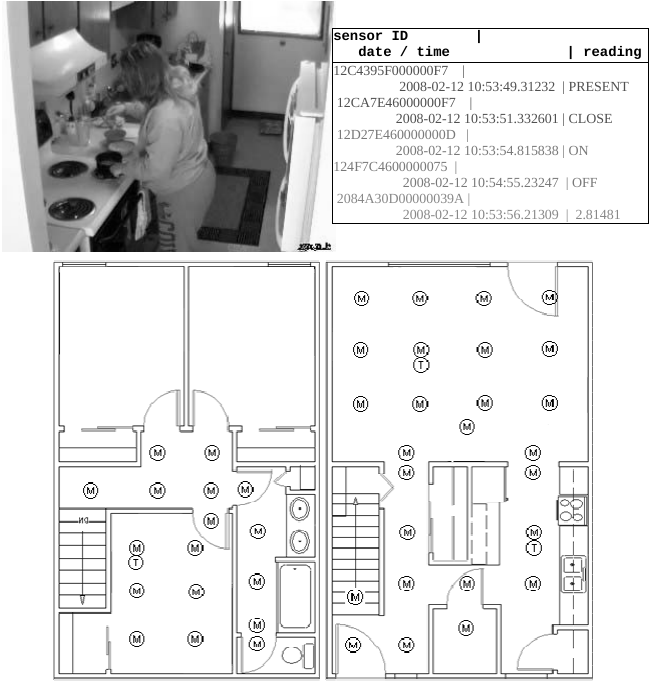 sensor ID |
date / time | reading
12C4395F000000F7 |
2008-02-12 10:53:49.31232 | PRESENT
12CA7E46000000F7 |
2008-02-12 10:53:51.332601 | CLOSE
12D27E460000000D |
2008-02-12 10:53:54.815838 | ON
124F7C4600000075 |
2008-02-12 10:54:55.23247 | OFF
2084A30D00000039A |
2008-02-12 10:53:56.21309 | 2.81481
M M
M M M M
DN M
M
M M
T
M M M
M
M M M
M M M M
M M M M
T
M M M M
M
M M
M M
M M
T
M M M
M
M
M M